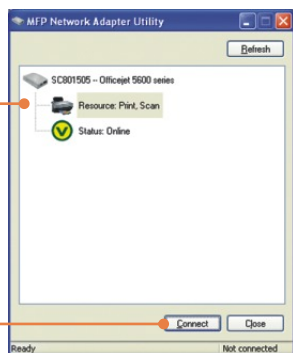 MFP Network Adapter Utility
Refresh
SC801505 -- Officejet 5600 series
Resource: Print, Scan
Status: Online
Connect Close
Ready Not connected